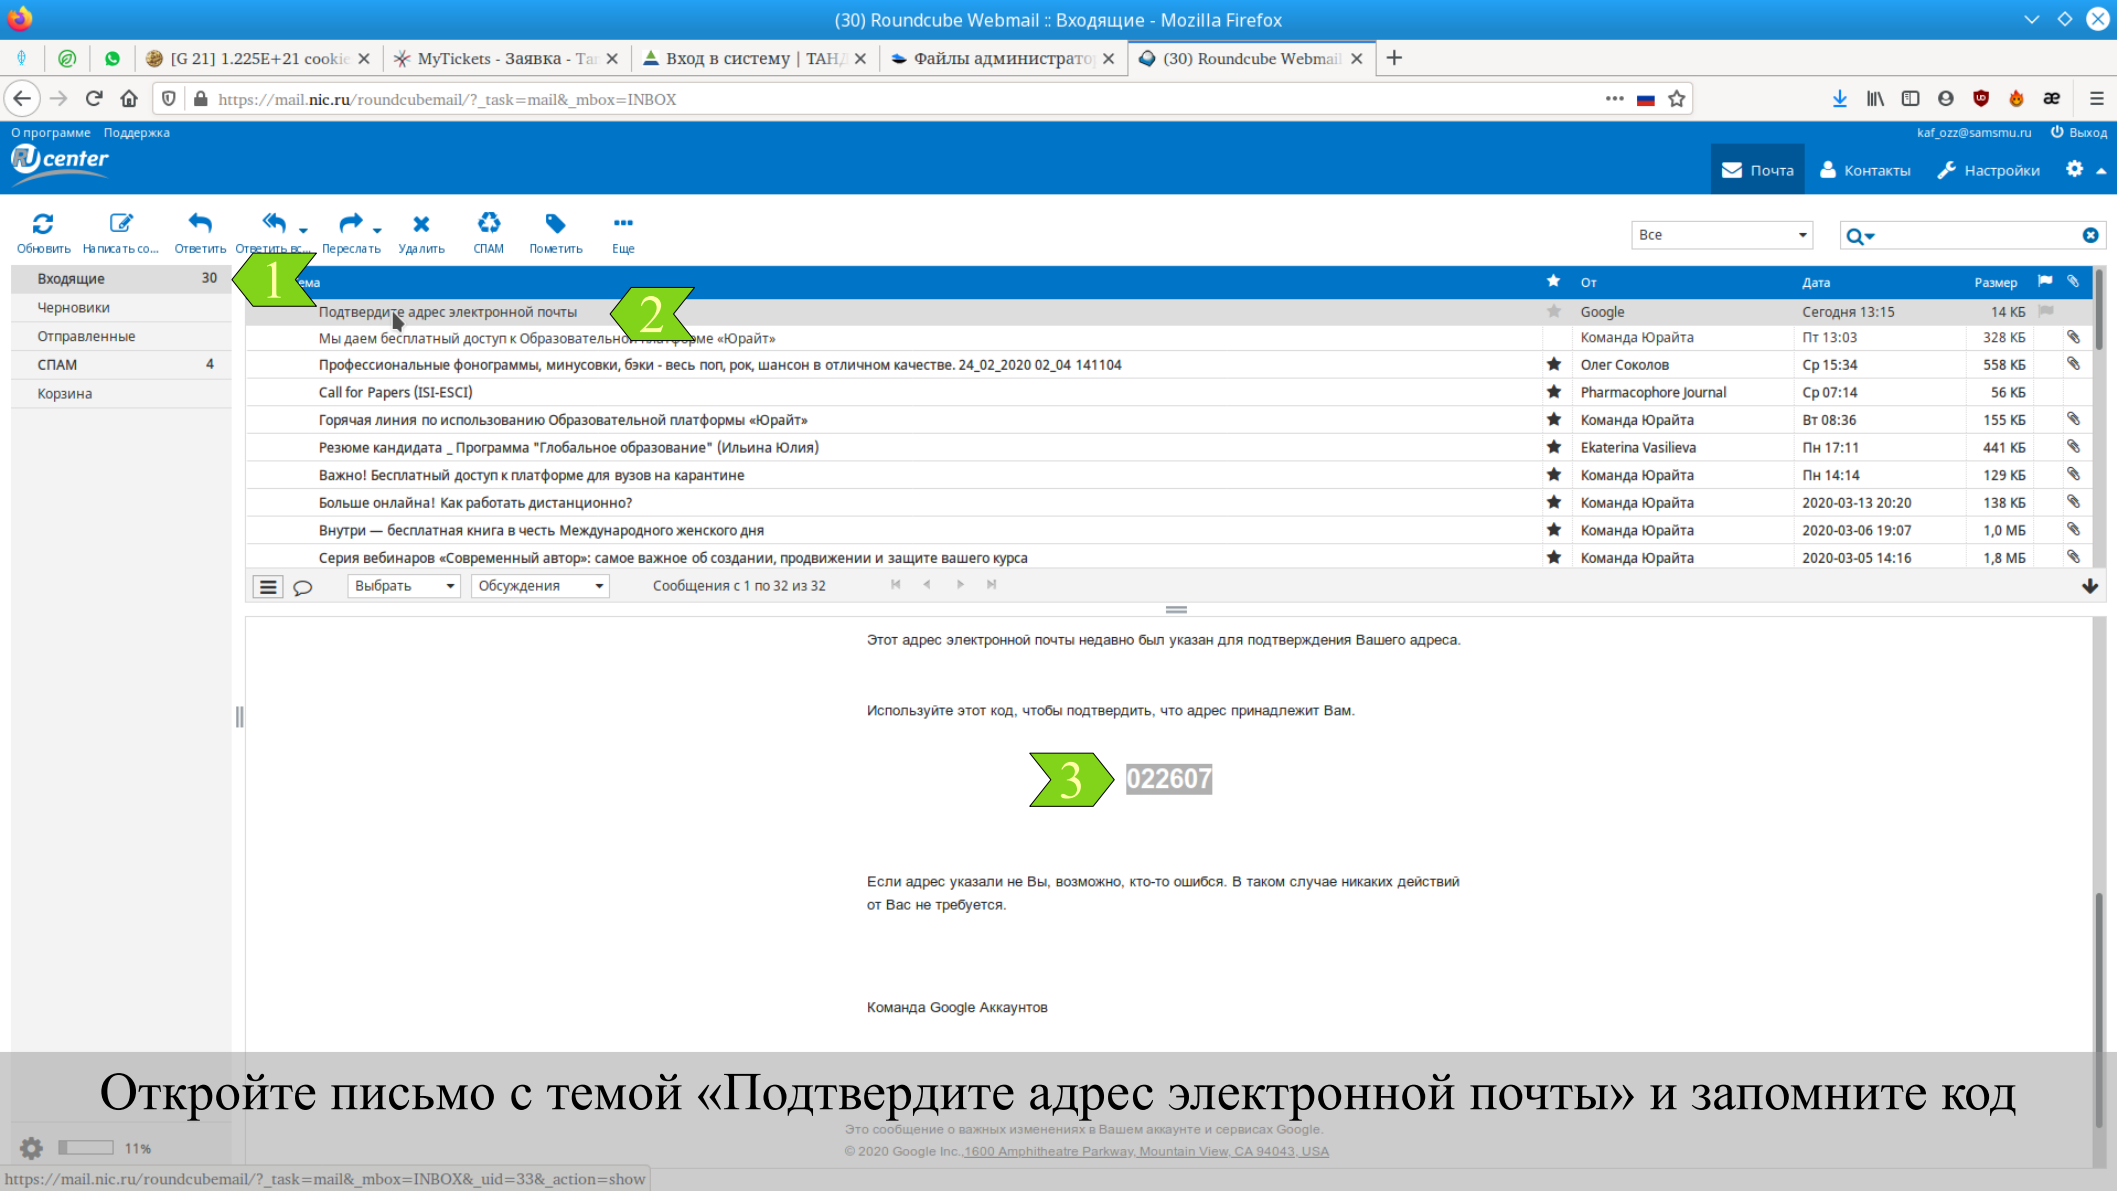 (30) Roundcube Webmail :: Входящие - Mozilla Firefox
[G 21] 1.225E+21 cookie
MyTickets - Заявка - Tan
Вход в систему | ТАНД
Файлы администратор
(30) Roundcube Webmail
https://mail.nic.ru/roundcubemail/?_task=mail&_mbox=INBOX
О программе Поддержка
kaf_ozz@samsmu.ru Выход
RU center
Почта Контакты Настройки
Обновить Написать со... Ответить Ответить вс... Переслать Удалить СПАМ Пометить Еще
Все
Входящие 30
Черновики
Отправленные
СПАМ 4
Корзина
1
ема От Дата Размер
Подтвердите адрес электронной почты 2 Google Сегодня 13:15 14 КБ
Мы даем бесплатный доступ к Образовательной платформе «Юрайт» Команда Юрайта Пт 13:03 328 КБ
Профессиональные фонограммы, минусовки, бэки - весь поп, рок, шансон в отличном качестве. 24_02_2020 02_04 141104 Олег Соколов Ср 15:34 558 КБ
Call for Papers (ISI-ESCI) Pharmacophore Journal Ср 07:14 56 КБ
Горячая линия по использованию Образовательной платформы «Юрайт» Команда Юрайта Вт 08:36 155 КБ
Резюме кандидата _ Программа "Глобальное образование" (Ильина Юлия) Ekaterina Vasilieva Пн 17:11 441 КБ
Важно! Бесплатный доступ к платформе для вузов на карантине Команда Юрайта Пн 14:14 129 КБ
Больше онлайна! Как работать дистанционно? Команда Юрайта 2020-03-13 20:20 138 КБ
Внутри — бесплатная книга в честь Международного женского дня Команда Юрайта 2020-03-06 19:07 1,0 МБ
Серия вебинаров «Современный автор»: самое важное об создании, продвижении и защите вашего курса Команда Юрайта 2020-03-05 14:16 1,8 МБ
Выбрать Обсуждения Сообщения с 1 по 32 из 32
Этот адрес электронной почты недавно был указан для подтверждения Вашего адреса.
Используйте этот код, чтобы подтвердить, что адрес принадлежит Вам.
3 022607
Если адрес указали не Вы, возможно, кто-то ошибся. В таком случае никаких действий
от Вас не требуется.
Команда Google Аккаунтов
Откройте письмо с темой «Подтвердите адрес электронной почты» и запомните код
Это сообщение о важных изменениях в Вашем аккаунте и сервисах Google.
© 2020 Google Inc.,1600 Amphitheatre Parkway, Mountain View, CA 94043, USA
11%
https://mail.nic.ru/roundcubemail/?_task=mail&_mbox=INBOX&_uid=33&_action=show